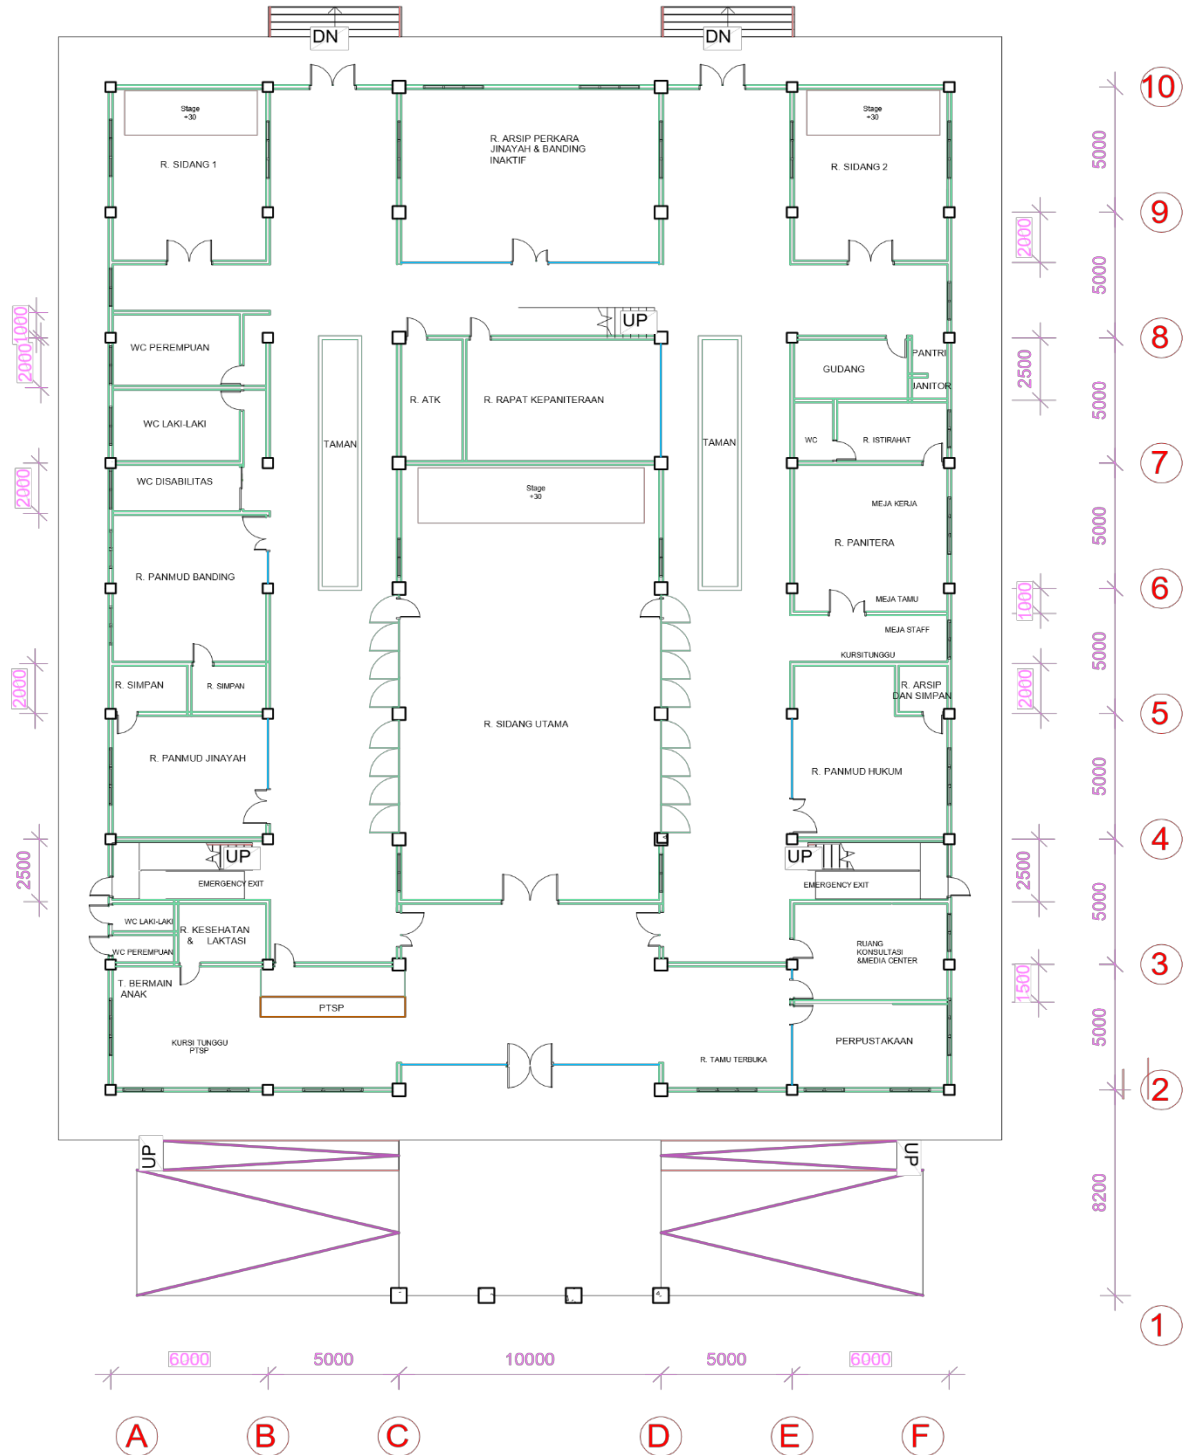 DN
DN
10
Stage
+30
Stage
+30
R. ARSIP PERKARA
JINAYAH & BANDING
INAKTIF
R. SIDANG 1
R. SIDANG 2
5000
9
2000
5000
1000
UP
8
WC PEREMPUAN
PANTRI
2000
GUDANG
2500
JANITOR
5000
R. ATK
R. RAPAT KEPANITERAAN
WC LAKI-LAKI
TAMAN
TAMAN
WC
R. ISTIRAHAT
7
WC DISABILITAS
2000
Stage
+30
MEJA KERJA
5000
R. PANMUD BANDING
R. PANITERA
6
MEJA TAMU
1000
MEJA STAFF
KURSITUNGGU
5000
R. SIMPAN
R. SIMPAN
2000
R. ARSIP
DAN SIMPAN
2000
5
R. SIDANG UTAMA
R. PANMUD JINAYAH
R. PANMUD HUKUM
5000
4
UP
UP
2500
EMERGENCY EXIT
EMERGENCY EXIT
2500
5000
WC LAKI-LAKI
R. KESEHATAN
& LAKTASI
WC PEREMPUAN
RUANG
KONSULTASI
&MEDIA CENTER
3
T. BERMAIN
ANAK
1500
PTSP
5000
KURSI TUNGGU
PTSP
PERPUSTAKAAN
R. TAMU TERBUKA
2
UP
UP
8200
1
6000
5000
10000
5000
6000
A
B
C
D
E
F